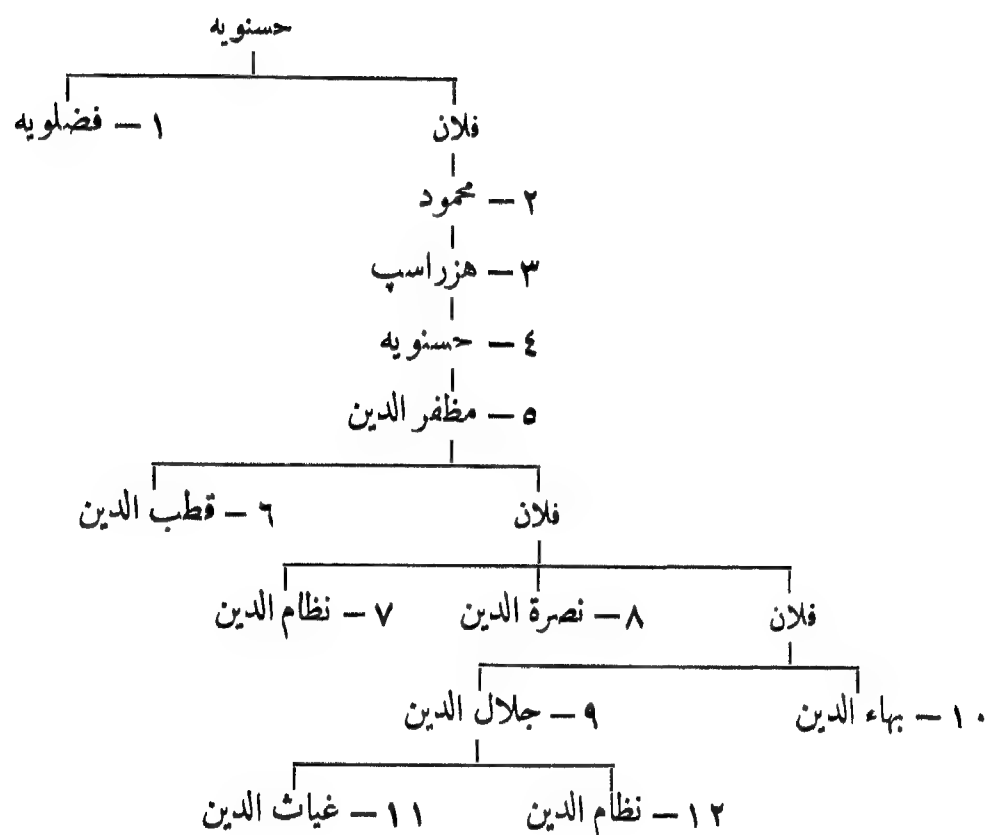 حسنويه
فلان ١ – فضلويه
٢ – محمود
٣ – هزراسپ
٤ – حسنويه
٥ – مظفر الدين
فلان ٦ – قطب الدين
فلان ٨ – نصرة الدين ٧ – نظام الدين
١٠ – بهاء الدين ٩ – جلال الدين
١٢ – نظام الدين ١١ – غياث الدين